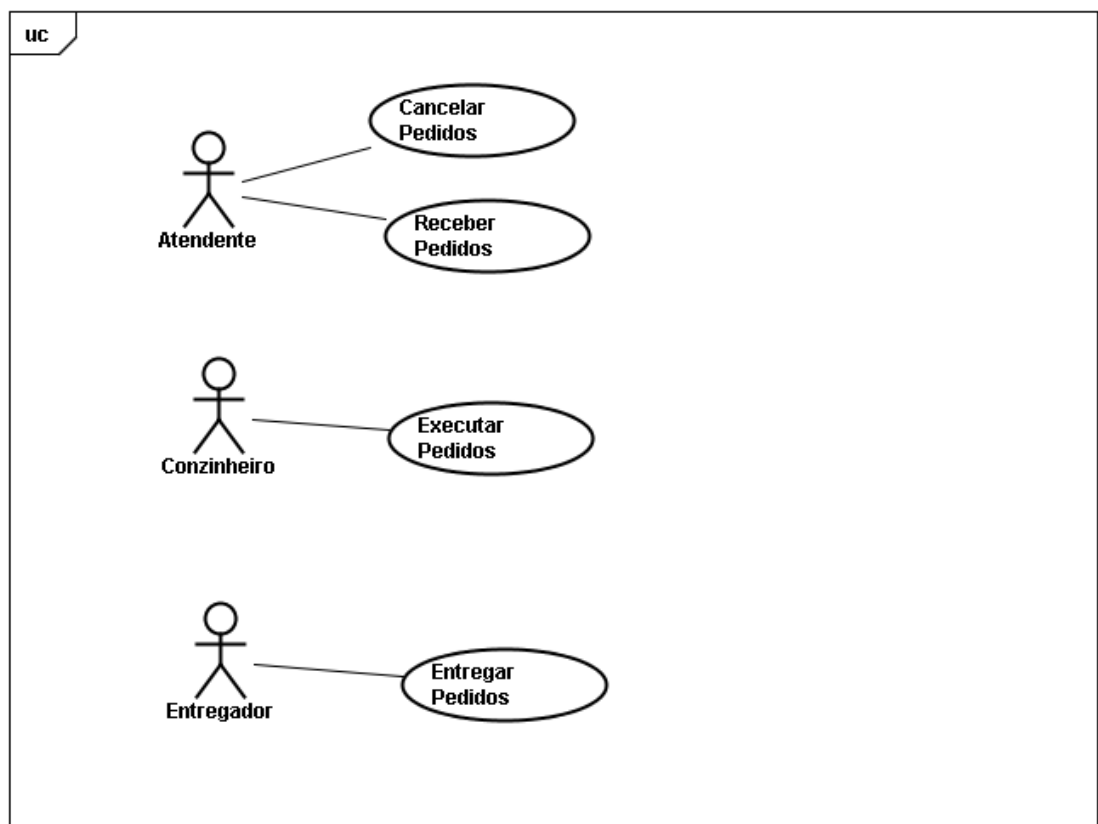 uc
Cancelar
Pedidos
Atendente
Receber
Pedidos
Conzinheiro
Executar
Pedidos
Entregador
Entregar
Pedidos